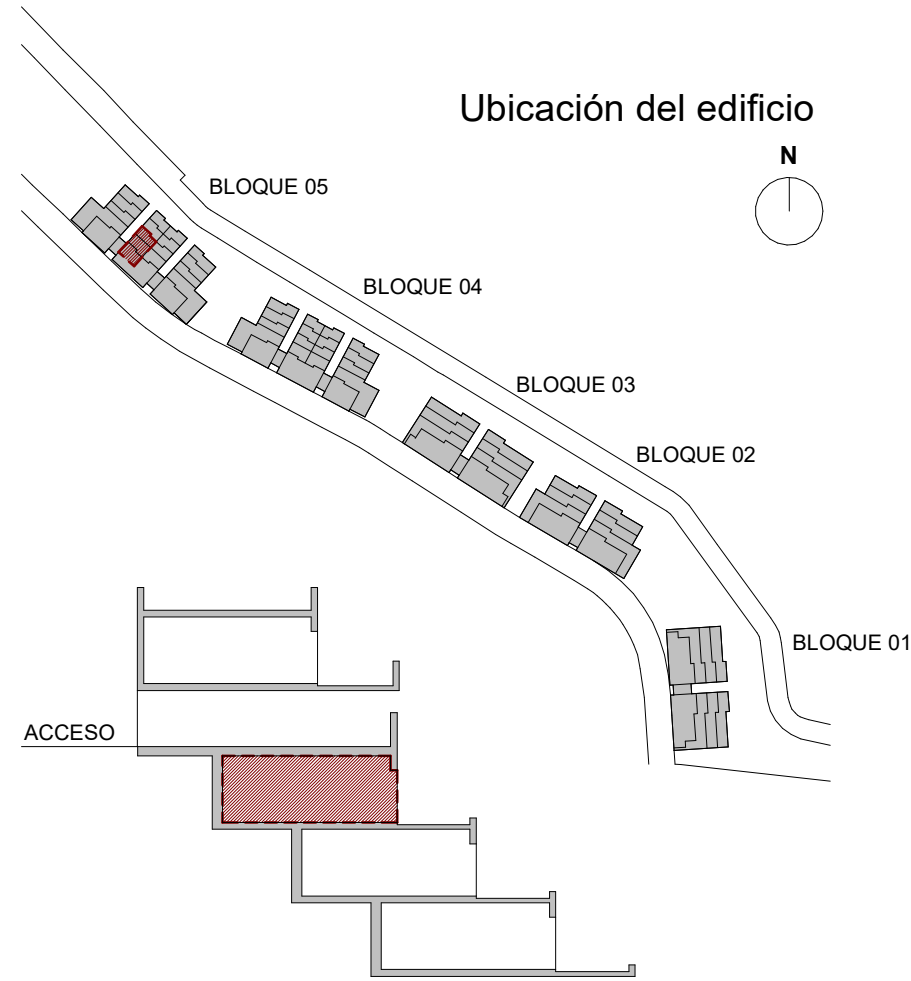 Ubicación del edificio
N
BLOQUE 05
BLOQUE 04
BLOQUE 03
BLOQUE 02
BLOQUE 01
ACCESO